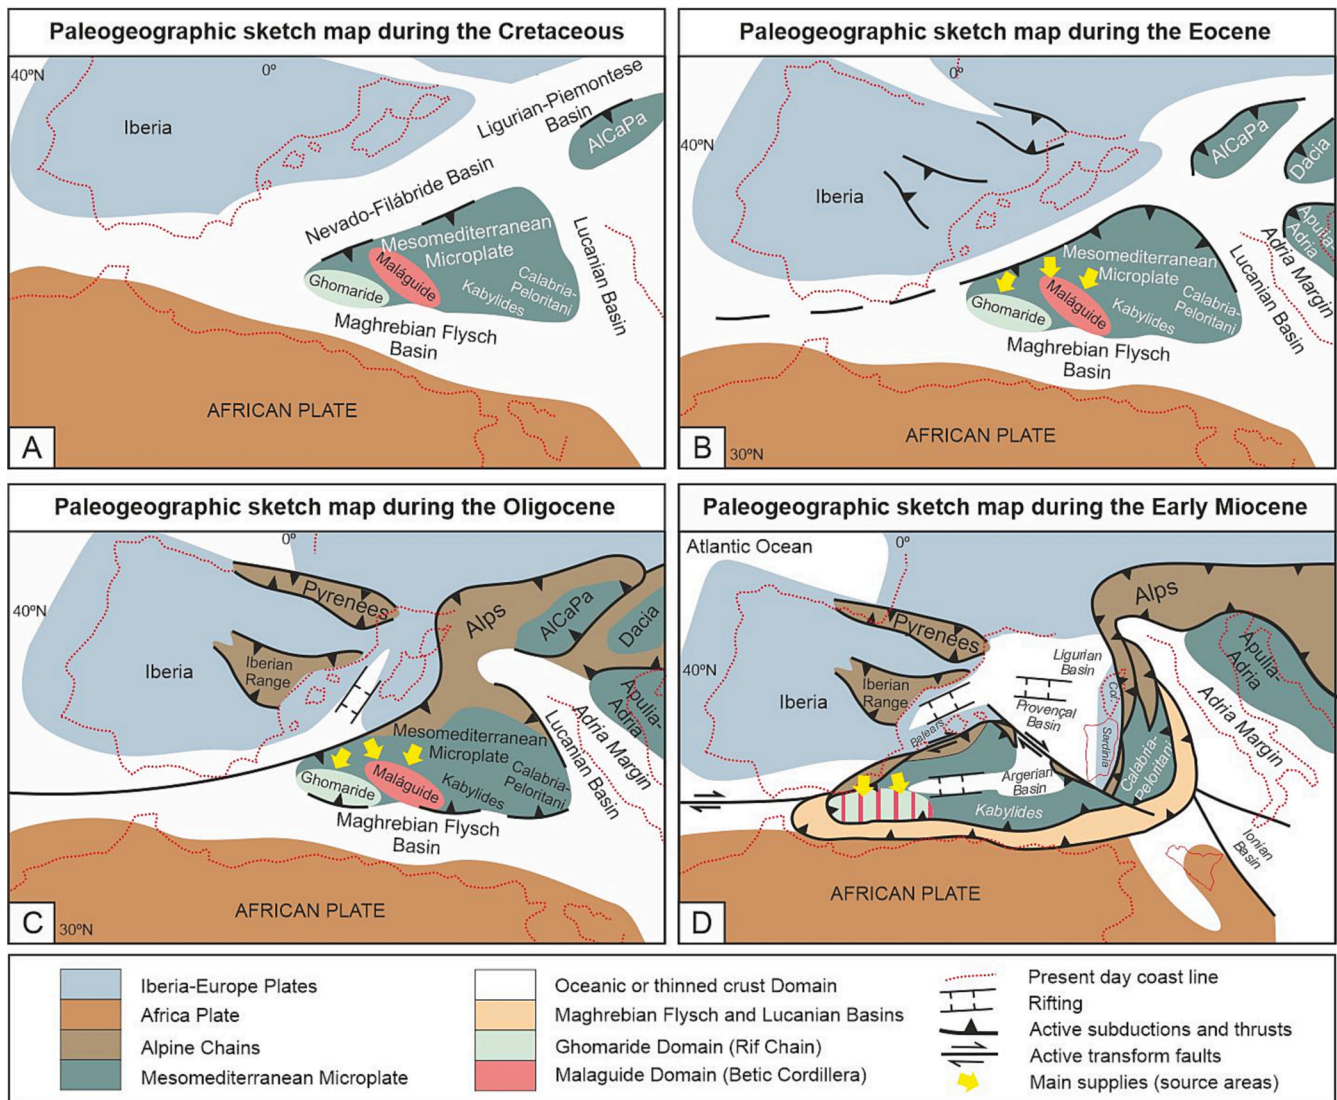 Paleogeographic sketch map during the Cretaceous
40ºN
0º
Iberia
Ligurian-Piemontese
Basin
AlCaPa
Nevado-Filábride Basin
Mesomediterranean
Microplate
Maláguide
Ghomaride
Kabylides
Calabria-
Peloritani
Lucanian Basin
Maghrebian Flysch
Basin
AFRICAN PLATE
A
Paleogeographic sketch map during the Eocene
0º
40ºN
Iberia
AlCaPa
Dacia
Apulia-
Adria
Adria Margin
Lucanian Basin
Mesomediterranean
Microplate
Ghomaride
Maláguide
Kabylides
Calabria-
Peloritani
Maghrebian Flysch
Basin
AFRICAN PLATE
B
30ºN
Paleogeographic sketch map during the Oligocene
0º
40ºN
Pyrenees
Alps
AlCaPa
Dacia
Iberia
Iberian
Range
Apulia-
Adria
Adria Margin
Lucanian Basin
Mesomediterranean
Microplate
Ghomaride
Maláguide
Kabylides
Calabria-
Peloritani
Maghrebian Flysch
Basin
AFRICAN PLATE
C
30ºN
Paleogeographic sketch map during the Early Miocene
Atlantic Ocean
0º
Alps
Pyrenees
40ºN
Iberia
Iberian
Range
Ligurian
Basin
Provençal
Basin
Cor.
Sardinia
Balears
Apulia-
Adria
Adria Margin
Argerian
Basin
Kabylides
Calabria-
Peloritani
Ionian
Basin
AFRICAN PLATE
D
Iberia-Europe Plates
Africa Plate
Alpine Chains
Mesomediterranean Microplate
Oceanic or thinned crust Domain
Maghrebian Flysch and Lucanian Basins
Ghomaride Domain (Rif Chain)
Malaguide Domain (Betic Cordillera)
Present day coast line
Rifting
Active subductions and thrusts
Active transform faults
Main supplies (source areas)